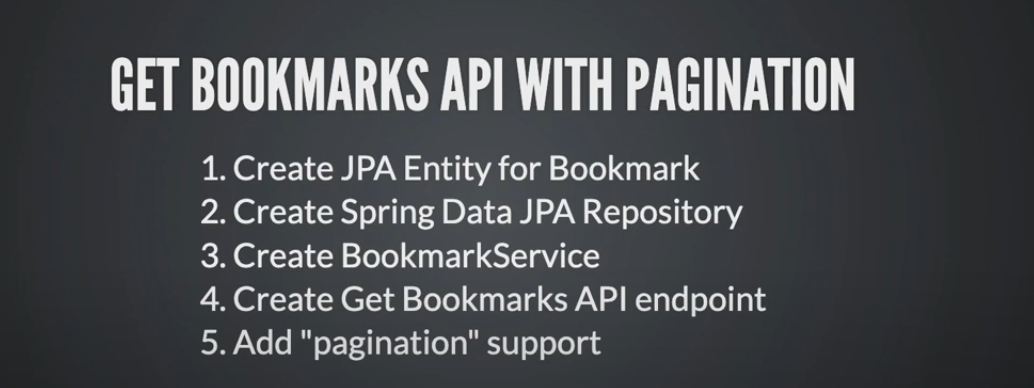 GET BOOKMARKS API WITH PAGINATION
1. Create JPA Entity for Bookmark
2. Create Spring Data JPA Repository
3. Create BookmarkService
4. Create Get Bookmarks API endpoint
5. Add "pagination" support